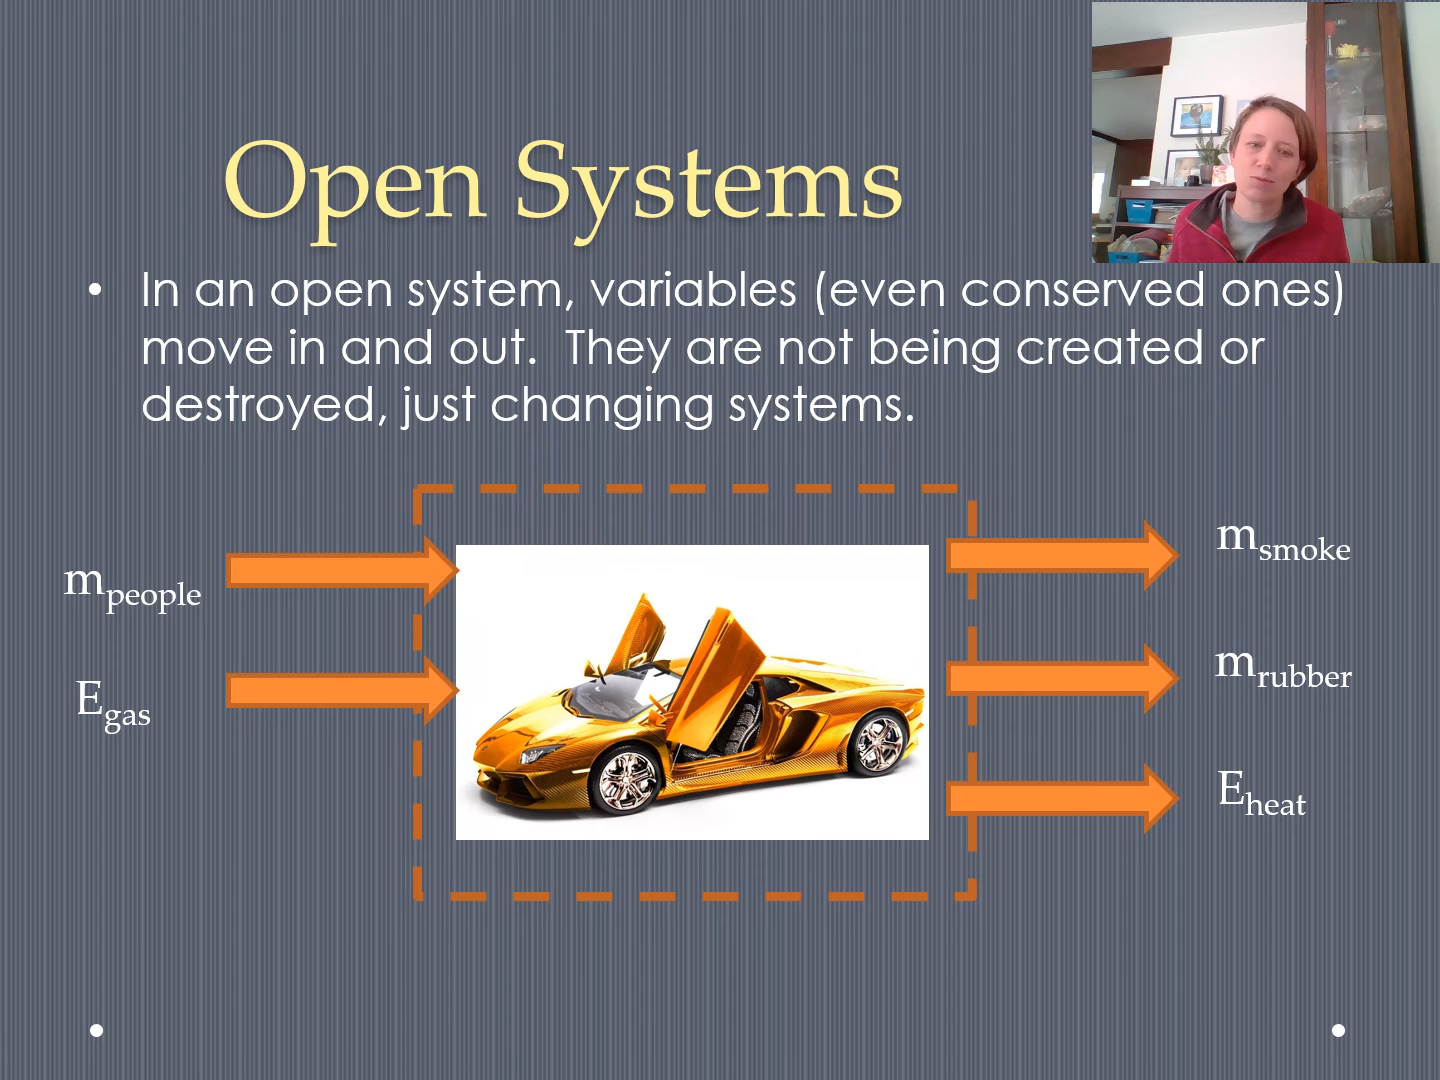 Open Systems
• In an open system, variables (even conserved ones)
move in and out. They are not being created or
destroyed, just changing systems.
m_people
E_gas
m_smoke
m_rubber
E_heat